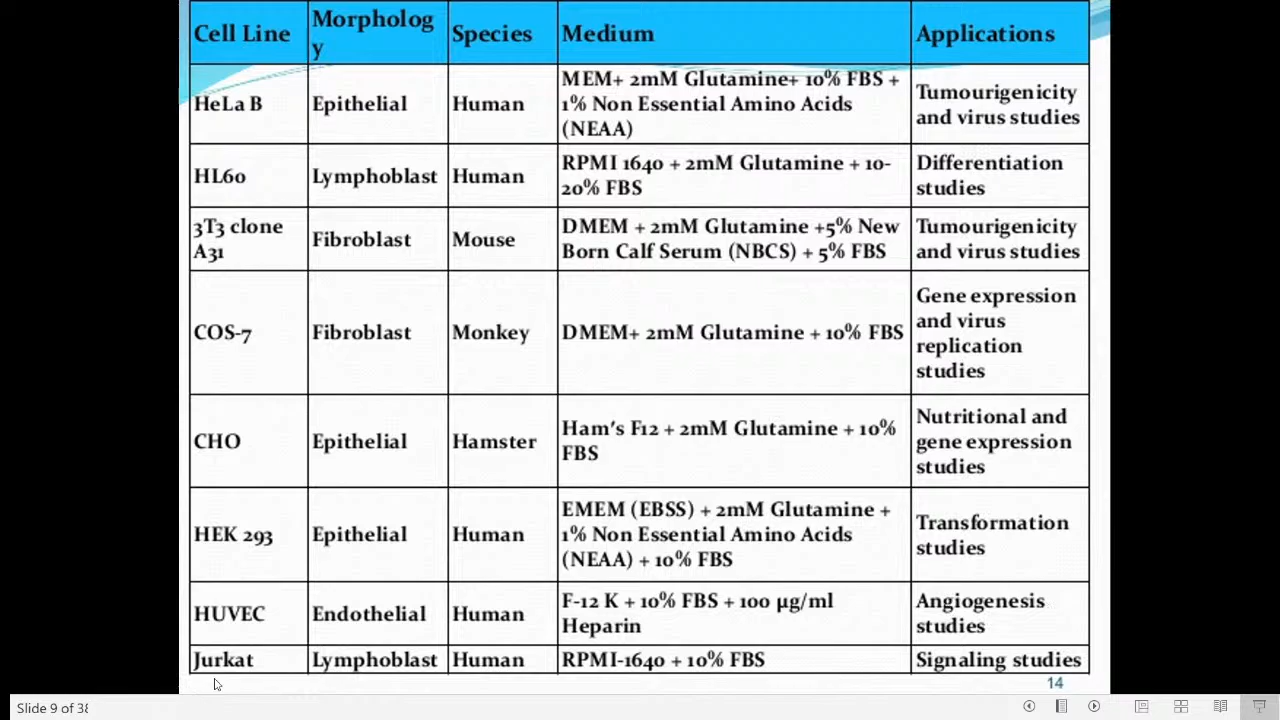 Cell Line
Morpholog
y
Species
Medium
Applications
HeLa B
Epithelial
Human
MEM+ 2mM Glutamine+ 10% FBS +
1% Non Essential Amino Acids
(NEAA)
Tumourigenicity
and virus studies
HL60
Lymphoblast
Human
RPMI 1640 + 2mM Glutamine + 10-
20% FBS
Differentiation
studies
3T3 clone
A31
Fibroblast
Mouse
DMEM + 2mM Glutamine +5% New
Born Calf Serum (NBCS) + 5% FBS
Tumourigenicity
and virus studies
COS-7
Fibroblast
Monkey
DMEM+ 2mM Glutamine + 10% FBS
Gene expression
and virus
replication
studies
CHO
Epithelial
Hamster
Ham's F12 + 2mM Glutamine + 10%
FBS
Nutritional and
gene expression
studies
HEK 293
Epithelial
Human
EMEM (EBSS) + 2mM Glutamine +
1% Non Essential Amino Acids
(NEAA) + 10% FBS
Transformation
studies
HUVEC
Endothelial
Human
F-12 K + 10% FBS + 100 µg/ml
Heparin
Angiogenesis
studies
Jurkat
Lymphoblast
Human
RPMI-1640 + 10% FBS
Signaling studies
14
Slide 9 of 38